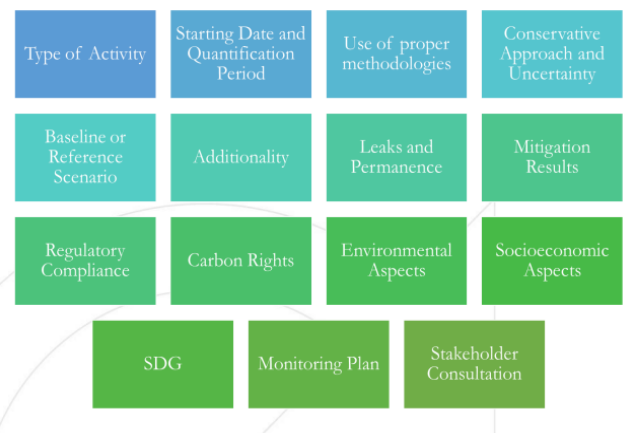 Type of Activity
Starting Date and
Quantification
Period
Use of proper
methodologies
Conservative
Approach and
Uncertainty
Baseline or
Reference
Scenario
Additionality
Leaks and
Permanence
Mitigation
Results
Regulatory
Compliance
Carbon Rights
Environmental
Aspects
Socioeconomic
Aspects
SDG
Monitoring Plan
Stakeholder
Consultation